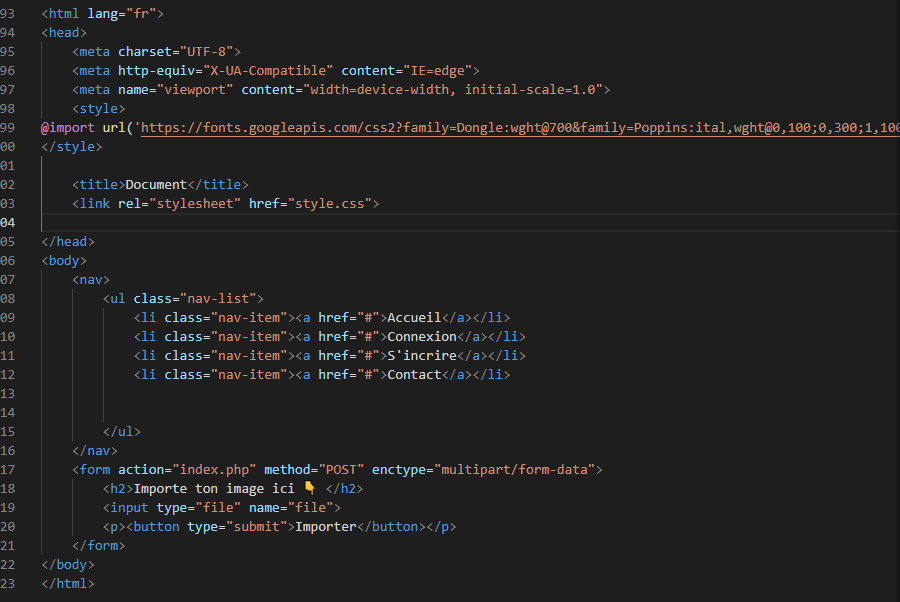 93 <html lang="fr">
94 <head>
95 <meta charset="UTF-8">
96 <meta http-equiv="X-UA-Compatible" content="IE=edge">
97 <meta name="viewport" content="width=device-width, initial-scale=1.0">
98 <style>
99 @import url('https://fonts.googleapis.com/css2?family=Dongle:wght@700&family=Poppins:ital,wght@0,100;0,300;1,100
00 </style>
01
02 <title>Document</title>
03 <link rel="stylesheet" href="style.css">
04
05 </head>
06 <body>
07 <nav>
08 <ul class="nav-list">
09 <li class="nav-item"><a href="#">Accueil</a></li>
10 <li class="nav-item"><a href="#">Connexion</a></li>
11 <li class="nav-item"><a href="#">S'incrire</a></li>
12 <li class="nav-item"><a href="#">Contact</a></li>
13
14
15 </ul>
16 </nav>
17 <form action="index.php" method="POST" enctype="multipart/form-data">
18 <h2>Importe ton image ici 👇 </h2>
19 <input type="file" name="file">
20 <p><button type="submit">Importer</button></p>
21 </form>
22 </body>
23 </html>